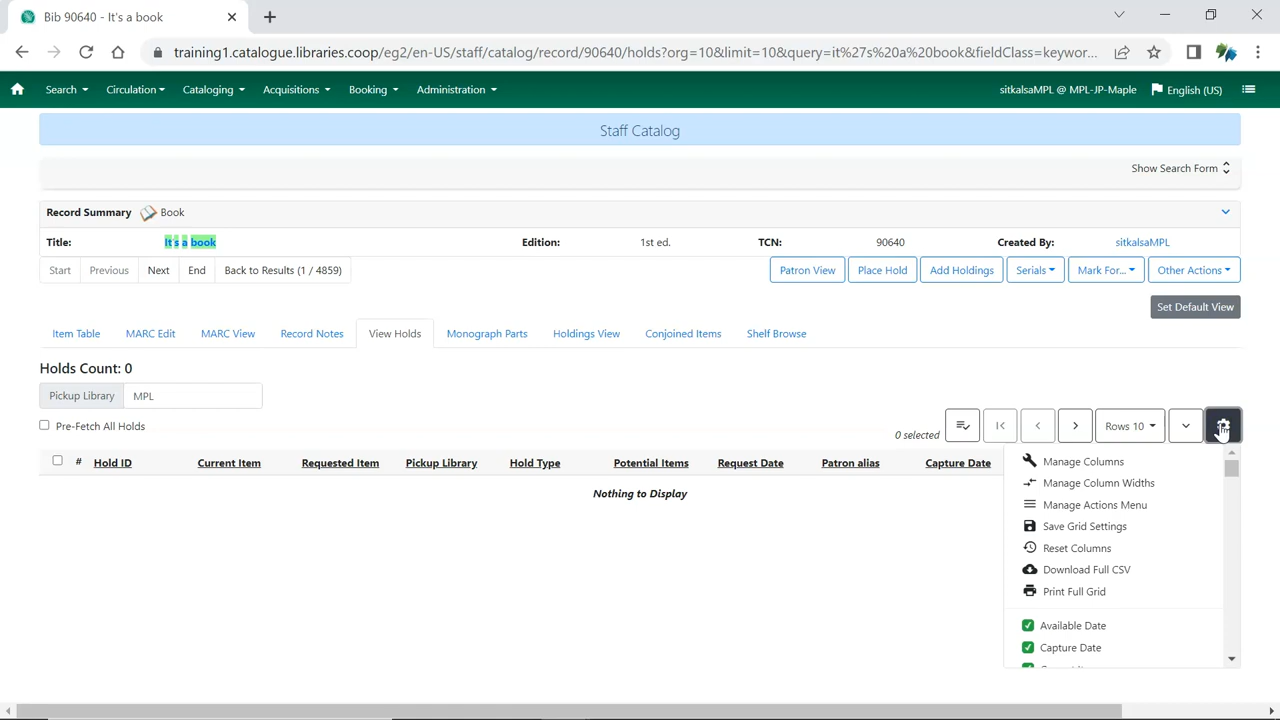 Bib 90640 - It's a book
training1.catalogue.libraries.coop/eg2/en-US/staff/catalog/record/90640/holds?org=10&limit=10&query=it%27s%20a%20book&fieldClass=keywor...
Search Circulation Cataloging Acquisitions Booking Administration sitkalsaMPL @ MPL-JP-Maple English (US)
Staff Catalog
Show Search Form
Record Summary Book
Title: It's a book Edition: 1st ed. TCN: 90640 Created By: sitkalsaMPL
Start Previous Next End Back to Results (1 / 4859) Patron View Place Hold Add Holdings Serials Mark For... Other Actions
Set Default View
Item Table MARC Edit MARC View Record Notes View Holds Monograph Parts Holdings View Conjoined Items Shelf Browse
Holds Count: 0
Pickup Library MPL
Pre-Fetch All Holds 0 selected Rows 10
# Hold ID Current Item Requested Item Pickup Library Hold Type Potential Items Request Date Patron alias Capture Date
Nothing to Display
Manage Columns
Manage Column Widths
Manage Actions Menu
Save Grid Settings
Reset Columns
Download Full CSV
Print Full Grid
Available Date
Capture Date